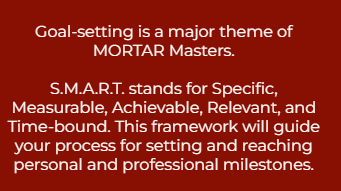 Goal-setting is a major theme of
MORTAR Masters.
S.M.A.R.T. stands for Specific,
Measurable, Achievable, Relevant, and
Time-bound. This framework will guide
your process for setting and reaching
personal and professional milestones.